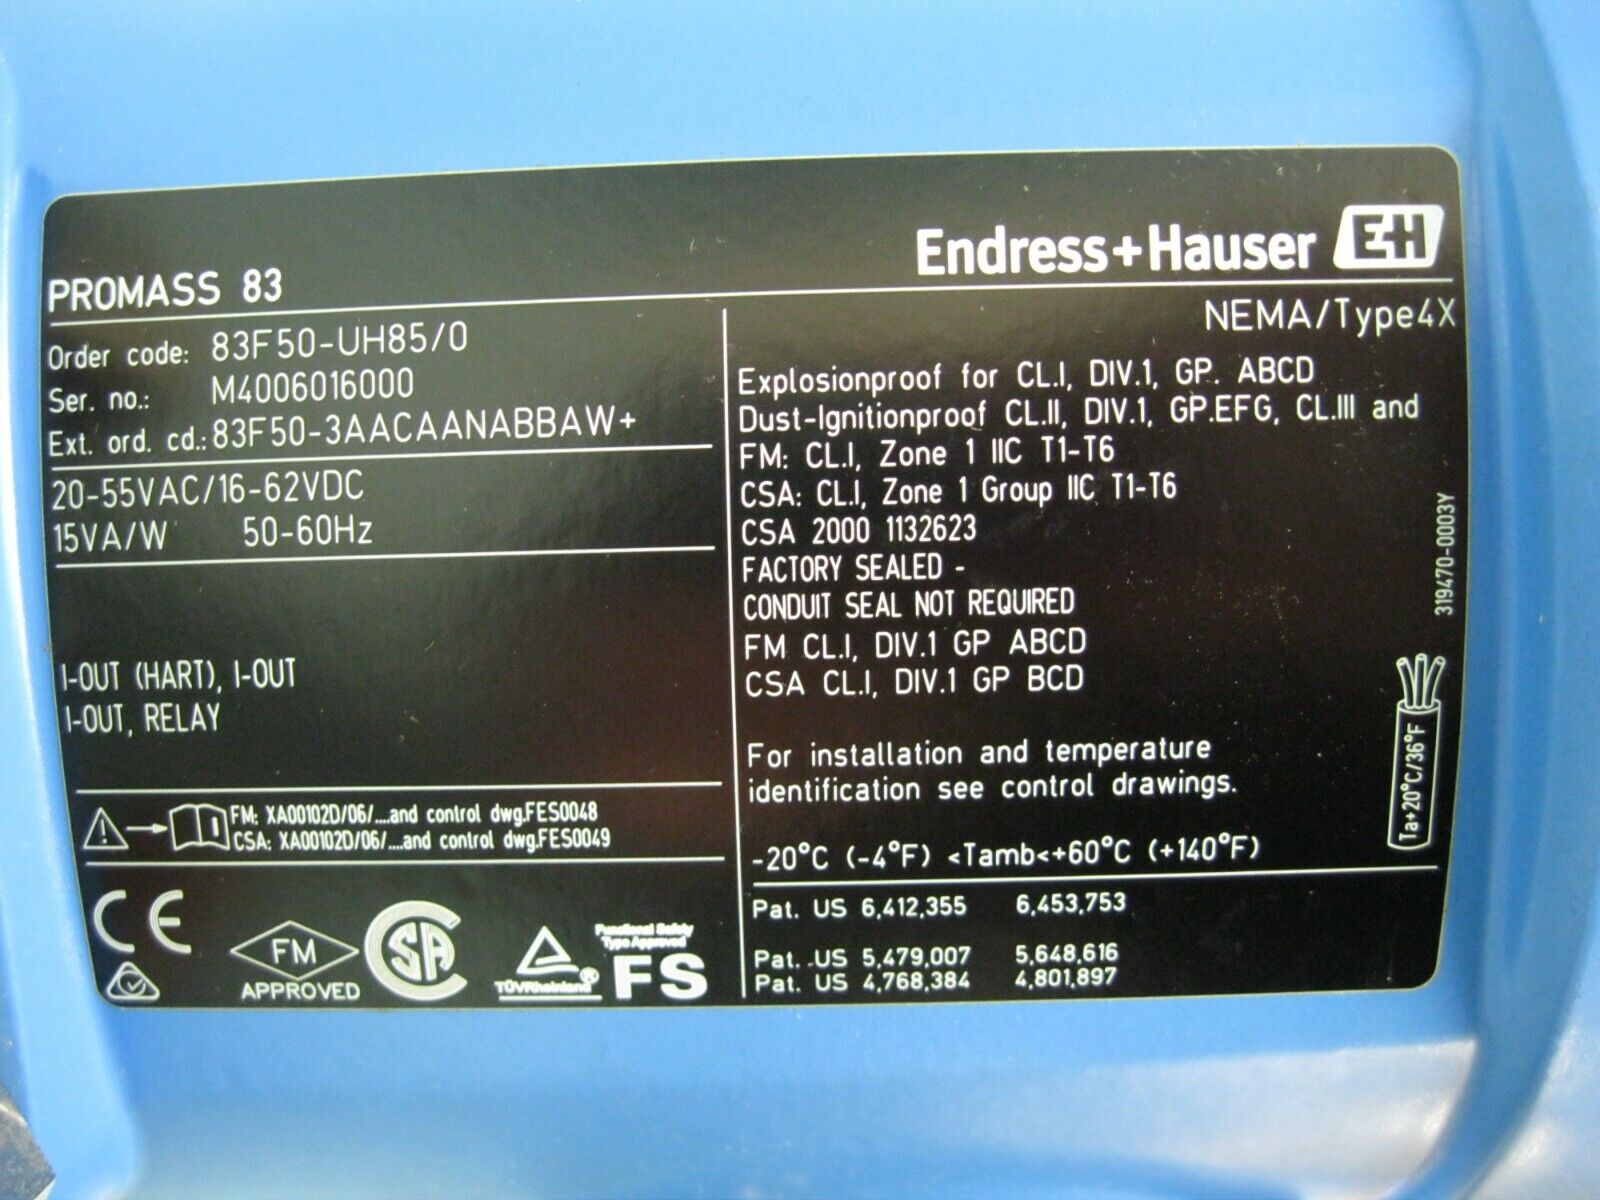 Endress+Hauser EH
PROMASS 83
NEMA/Type4X
Order code: 83F50-UH85/0
Ser. no.: M4006016000
Ext. ord. cd.: 83F50-3AACAANABBAW+
20-55VAC/16-62VDC
15VA/W 50-60Hz
I-OUT (HART), I-OUT
I-OUT, RELAY
FM: XA00102D/06/....and control dwg.FES0048
CSA: XA00102D/06/....and control dwg.FES0049
CE
FM
APPROVED
CSA
TÜVRheinland®
Functional Safety
Type Approved
FS
Explosionproof for CL.I, DIV.1, GP. ABCD
Dust-Ignitionproof CL.II, DIV.1, GP.EFG, CL.III and
FM: CL.I, Zone 1 IIC T1-T6
CSA: CL.I, Zone 1 Group IIC T1-T6
CSA 2000 1132623
FACTORY SEALED -
CONDUIT SEAL NOT REQUIRED
FM CL.I, DIV.1 GP ABCD
CSA CL.I, DIV.1 GP BCD
For installation and temperature
identification see control drawings.
-20°C (-4°F) <Tamb<+60°C (+140°F)
Pat. US 6,412,355 6,453,753
Pat. US 5,479,007 5,648,616
Pat. US 4,768,384 4,801,897
319470-0003Y
Ta+20°C/36°F